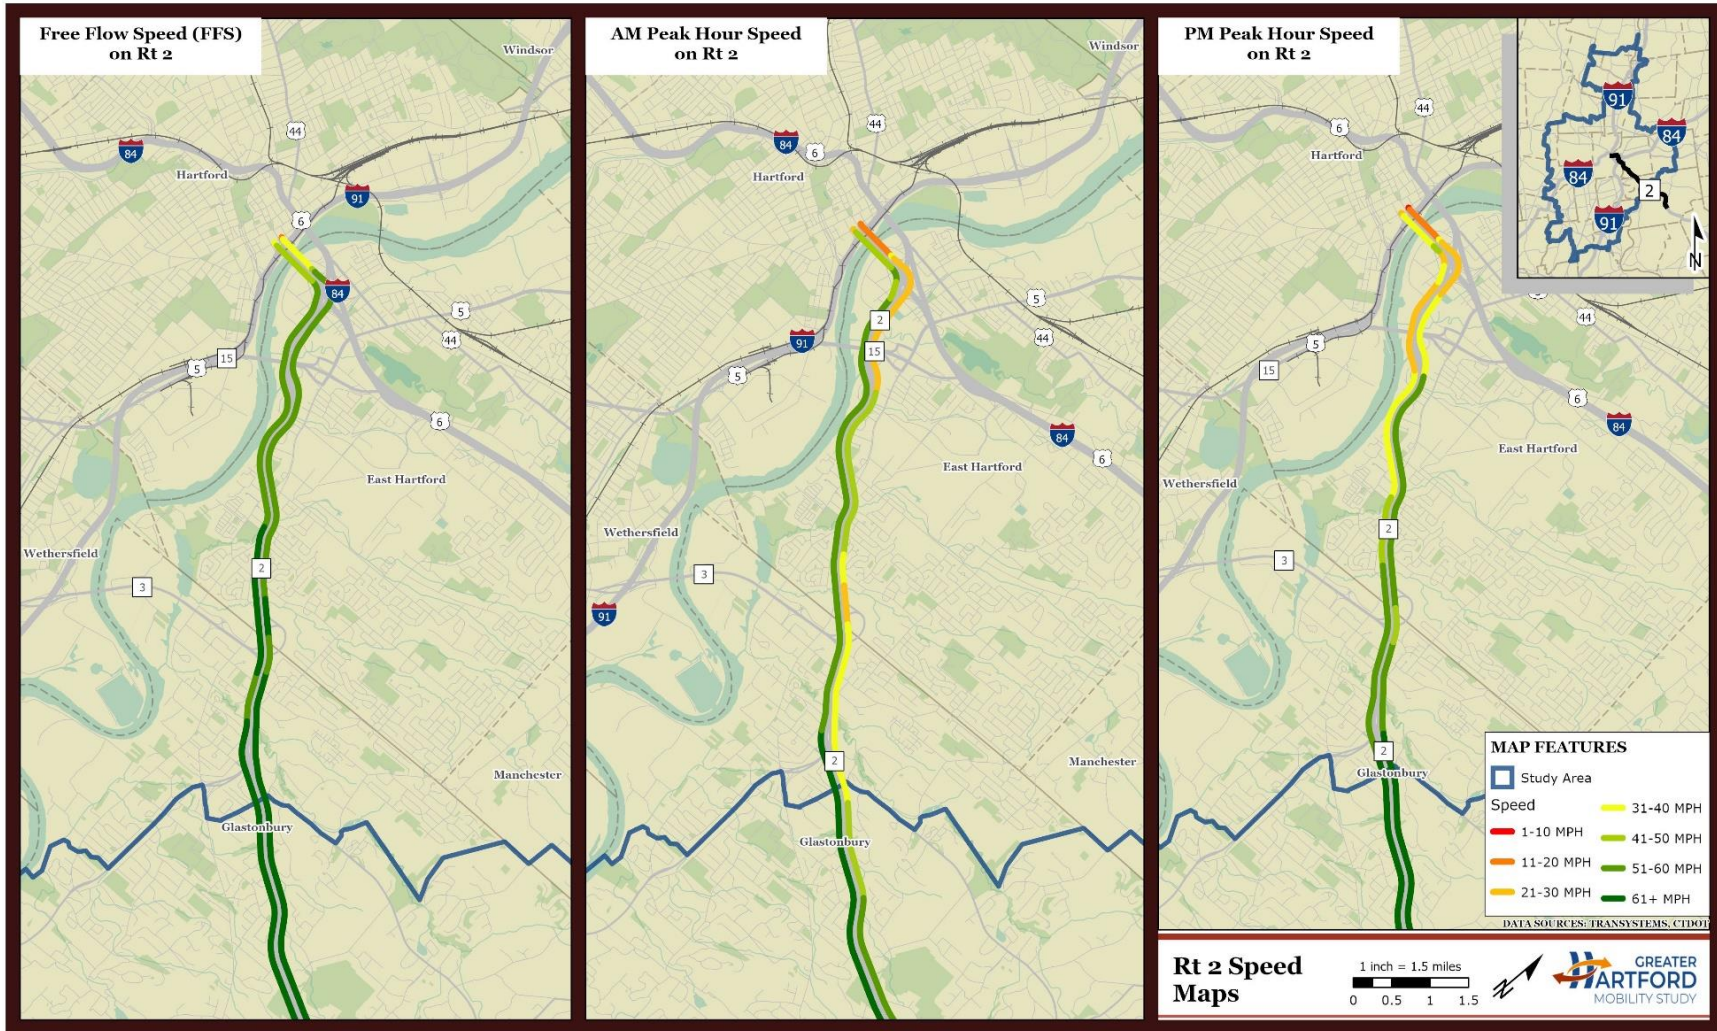 Free Flow Speed (FFS)
on Rt 2
Windsor
44
84
Hartford
91
6
84
5
44
15
5
6
East Hartford
Wethersfield
2
3
Manchester
Glastonbury
AM Peak Hour Speed
on Rt 2
Windsor
44
84
6
Hartford
5
2
44
91
15
5
84
6
East Hartford
Wethersfield
3
91
2
Manchester
Glastonbury
PM Peak Hour Speed
on Rt 2
44
6
Hartford
91
84
84
2
91
N
5
44
5
15
6
84
East Hartford
Wethersfield
2
3
2
Glastonbury
MAP FEATURES
Study Area
Speed
1-10 MPH
11-20 MPH
21-30 MPH
31-40 MPH
41-50 MPH
51-60 MPH
61+ MPH
DATA SOURCES: TRANSYSTEMS, CTDOT
Rt 2 Speed
Maps
1 inch = 1.5 miles
0 0.5 1 1.5
N
GREATER
HARTFORD
MOBILITY STUDY